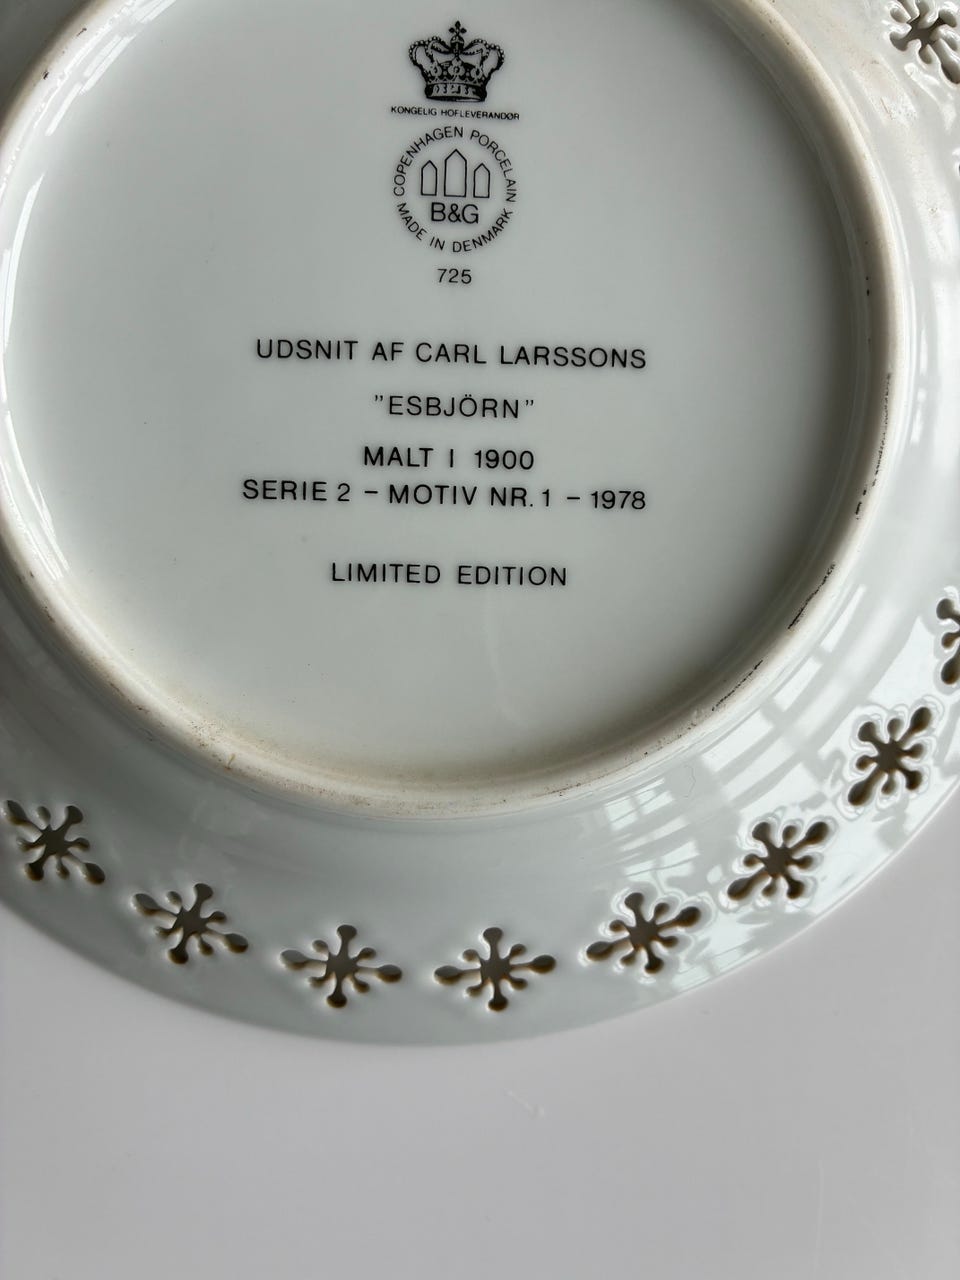 KONGELIG HOFLEVERANDØR
COPENHAGEN PORCELAIN
B&G
MADE IN DENMARK
725
UDSNIT AF CARL LARSSONS
"ESBJÖRN"
MALT I 1900
SERIE 2 - MOTIV NR. 1 - 1978
LIMITED EDITION